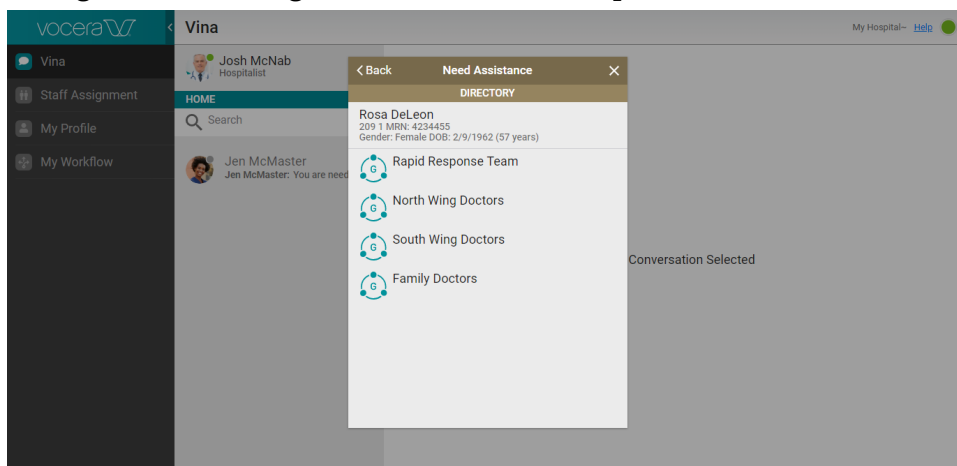 vocera
Vina
My Hospital– Help
Vina
Staff Assignment
My Profile
My Workflow
Josh McNab
Hospitalist
HOME
Search
Jen McMaster
Jen McMaster: You are need
Back Need Assistance
DIRECTORY
Rosa DeLeon
209 1 MRN: 4234455
Gender: Female DOB: 2/9/1962 (57 years)
G Rapid Response Team
G North Wing Doctors
G South Wing Doctors
G Family Doctors
Conversation Selected